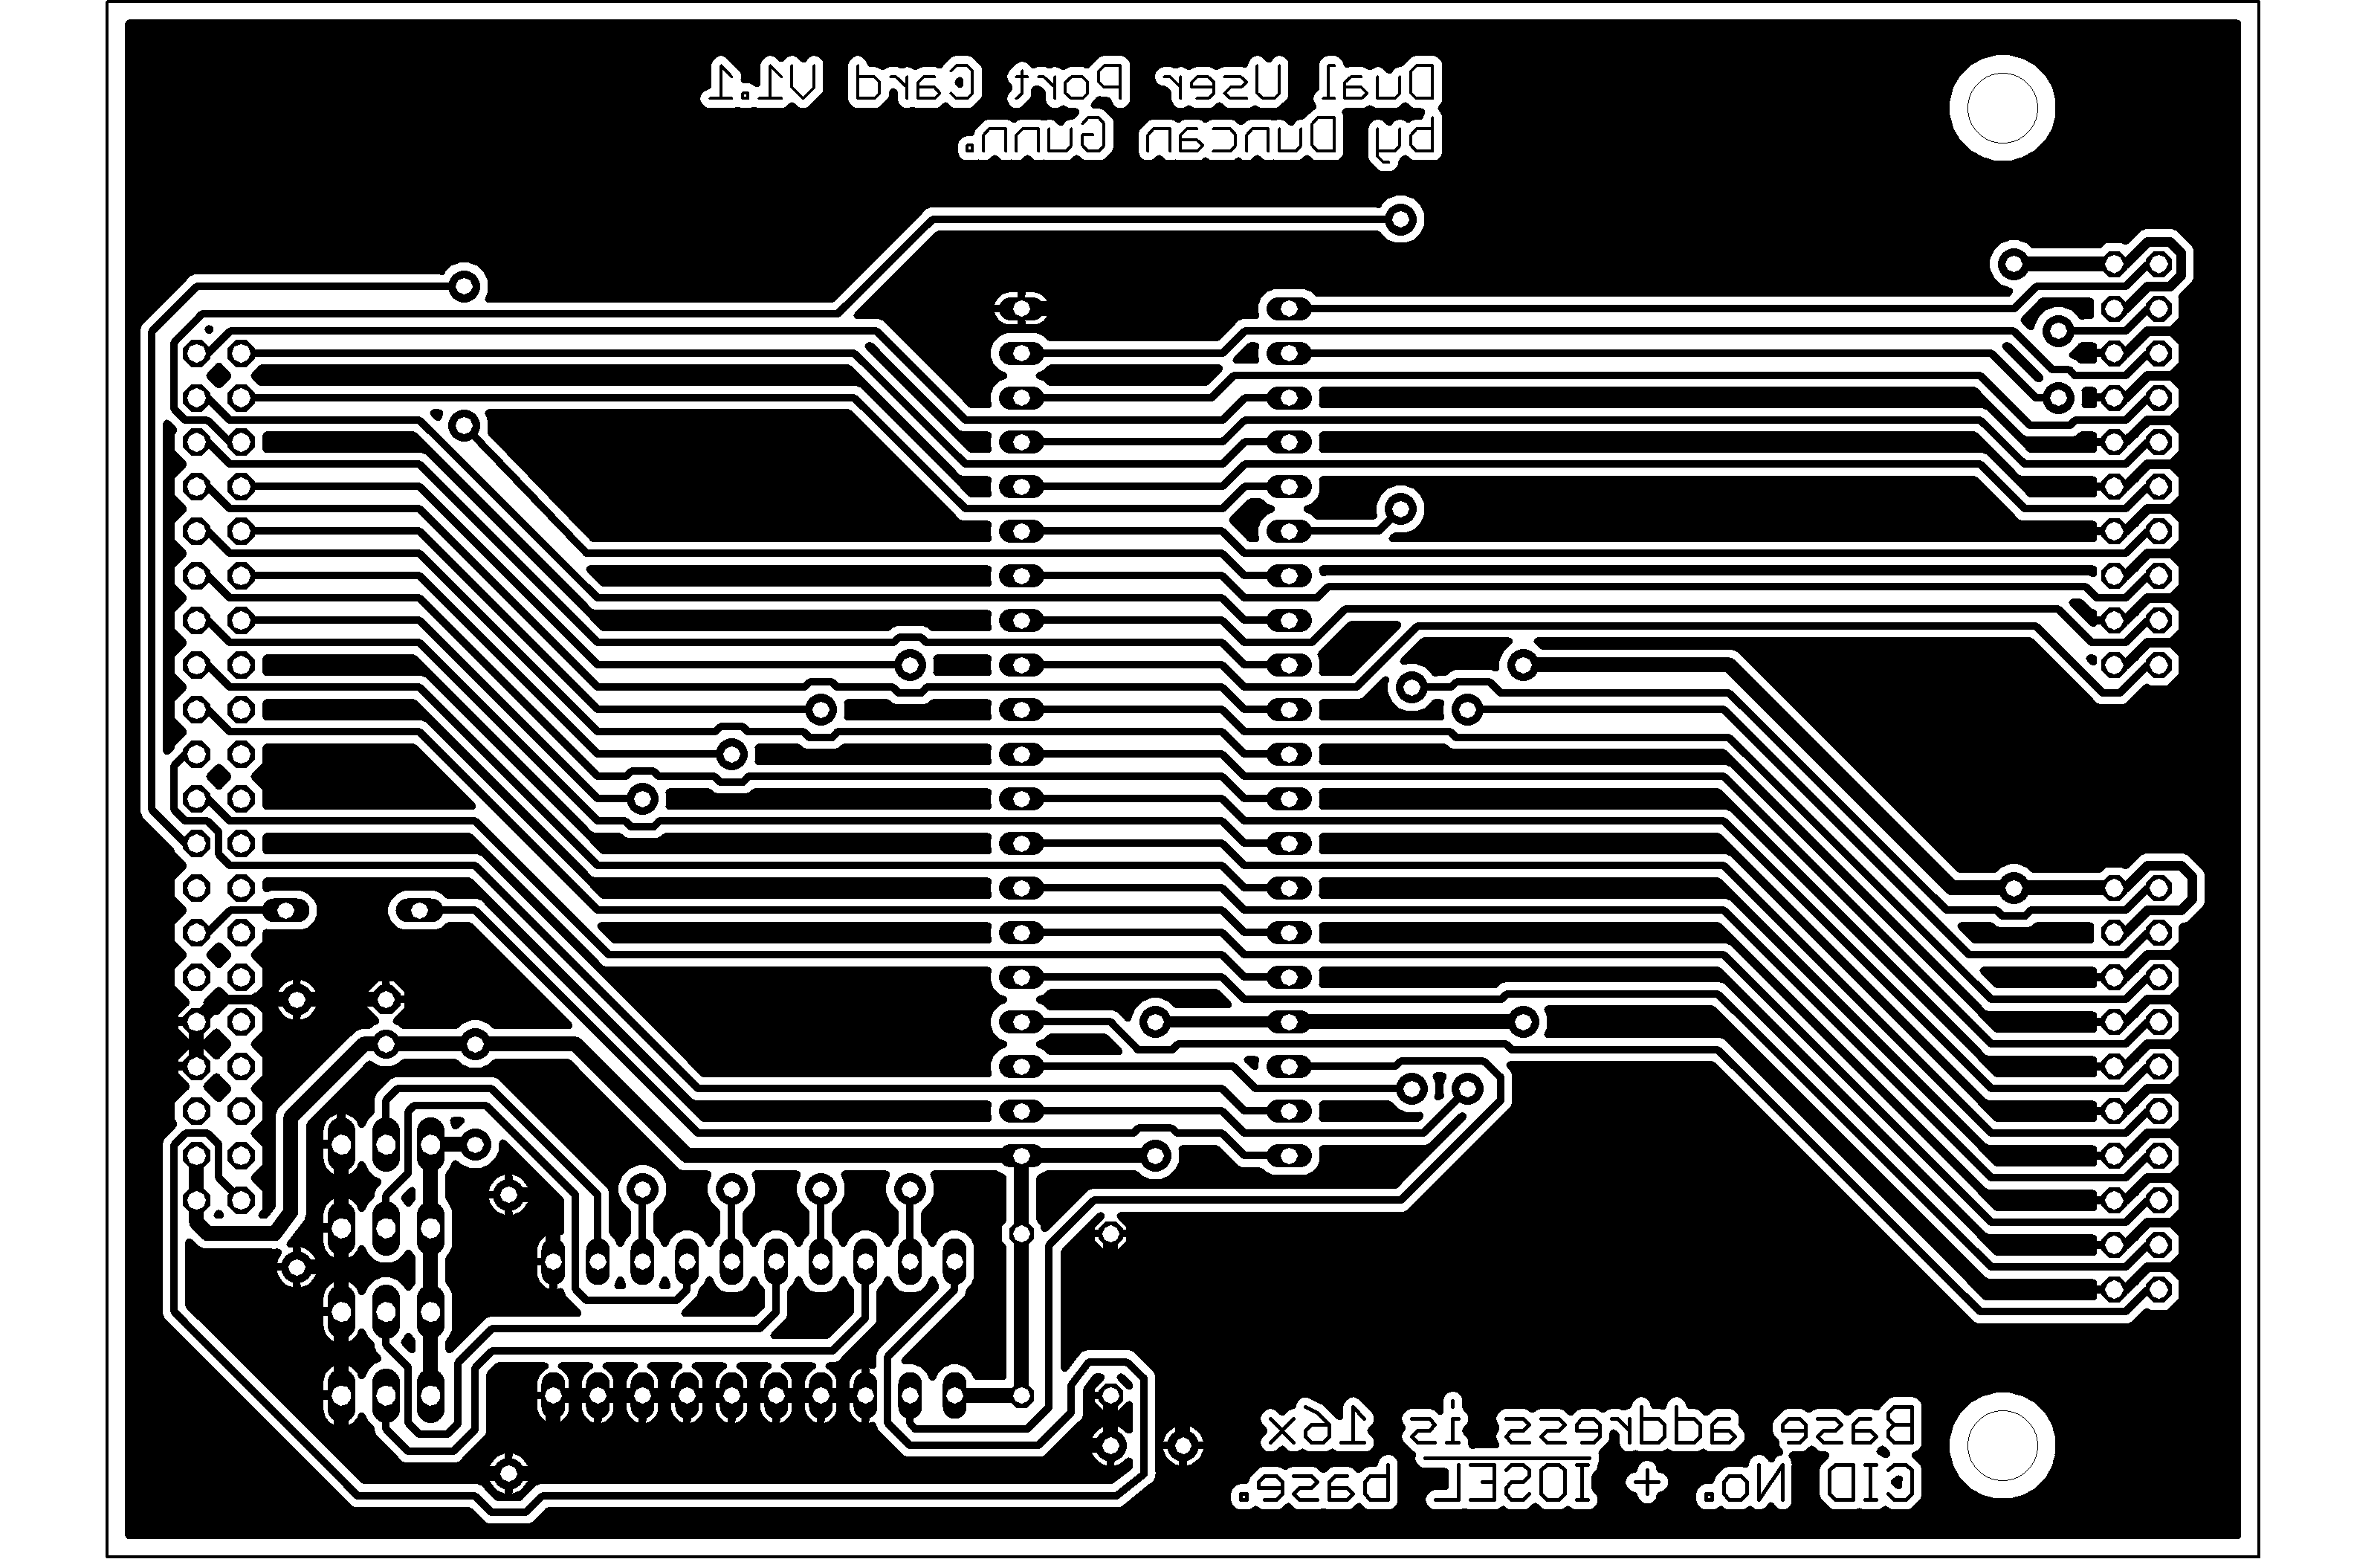 Dual User Port Card V1.1
by Duncan Gunn.
Base address is 16x
CID No. + IOSEL base.